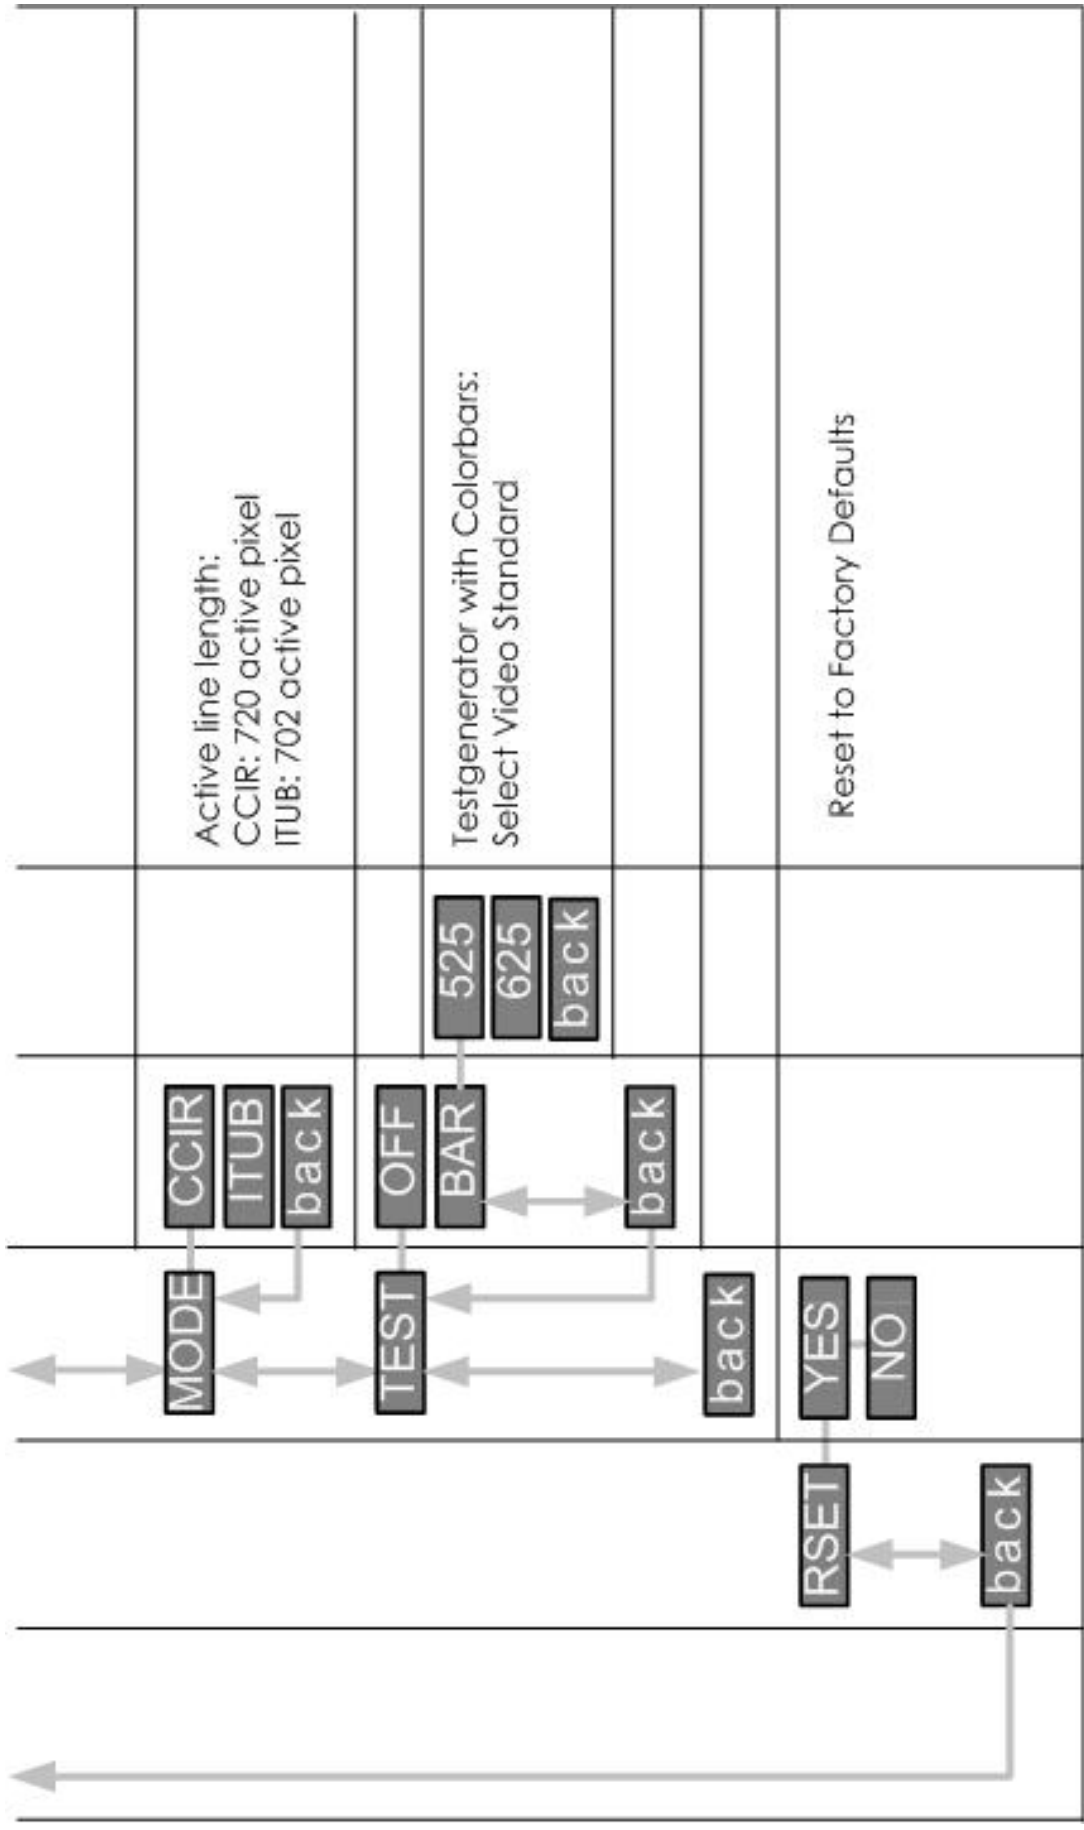 MODE
CCIR
ITUB
back
Active line length:
CCIR: 720 active pixel
ITUB: 702 active pixel
TEST
OFF
BAR
525
625
back
Testgenerator with Colorbars:
Select Video Standard
back
back
RSET
YES
NO
Reset to Factory Defaults
back